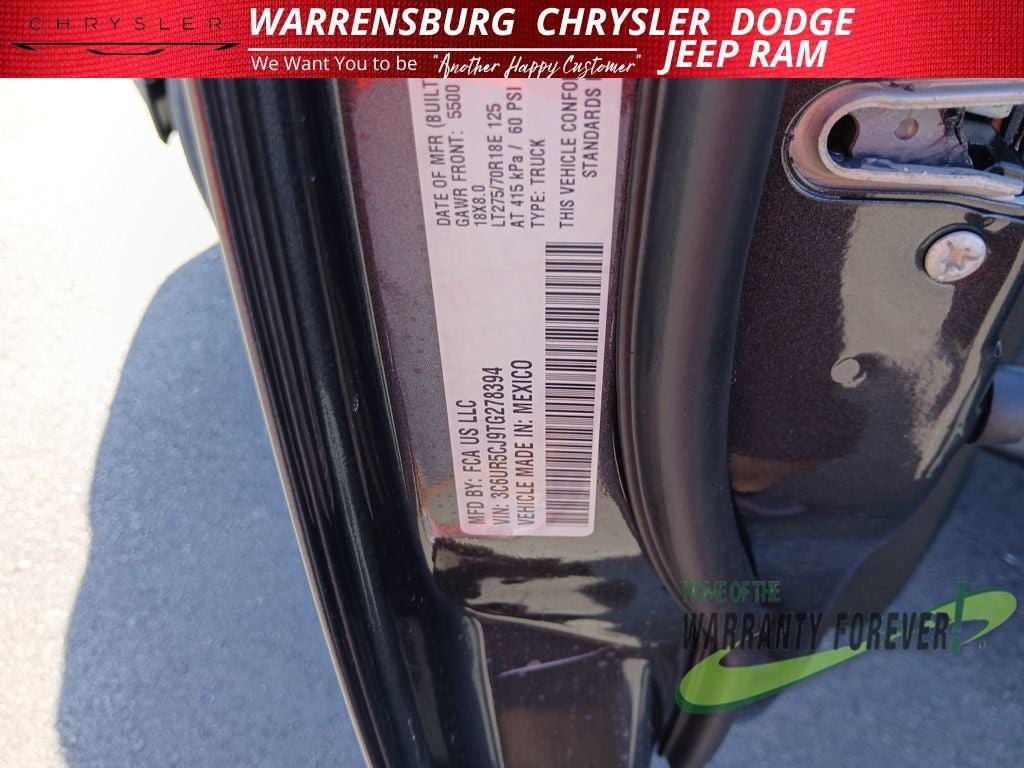 CHRYSLER
WARRENSBURG CHRYSLER DODGE
JEEP RAM
We Want You to be "Another Happy Customer"
MFD BY: FCA US LLC
DATE OF MFR (BUILT
VIN: 3C6UR5CJ9TG278394
GAWR FRONT: 5500
VEHICLE MADE IN: MEXICO
18X8.0
LT275/70R18E 125
AT 415 kPa / 60 PSI
TYPE: TRUCK
THIS VEHICLE CONFO
STANDARDS
HOME OF THE
WARRANTY FOREVER!